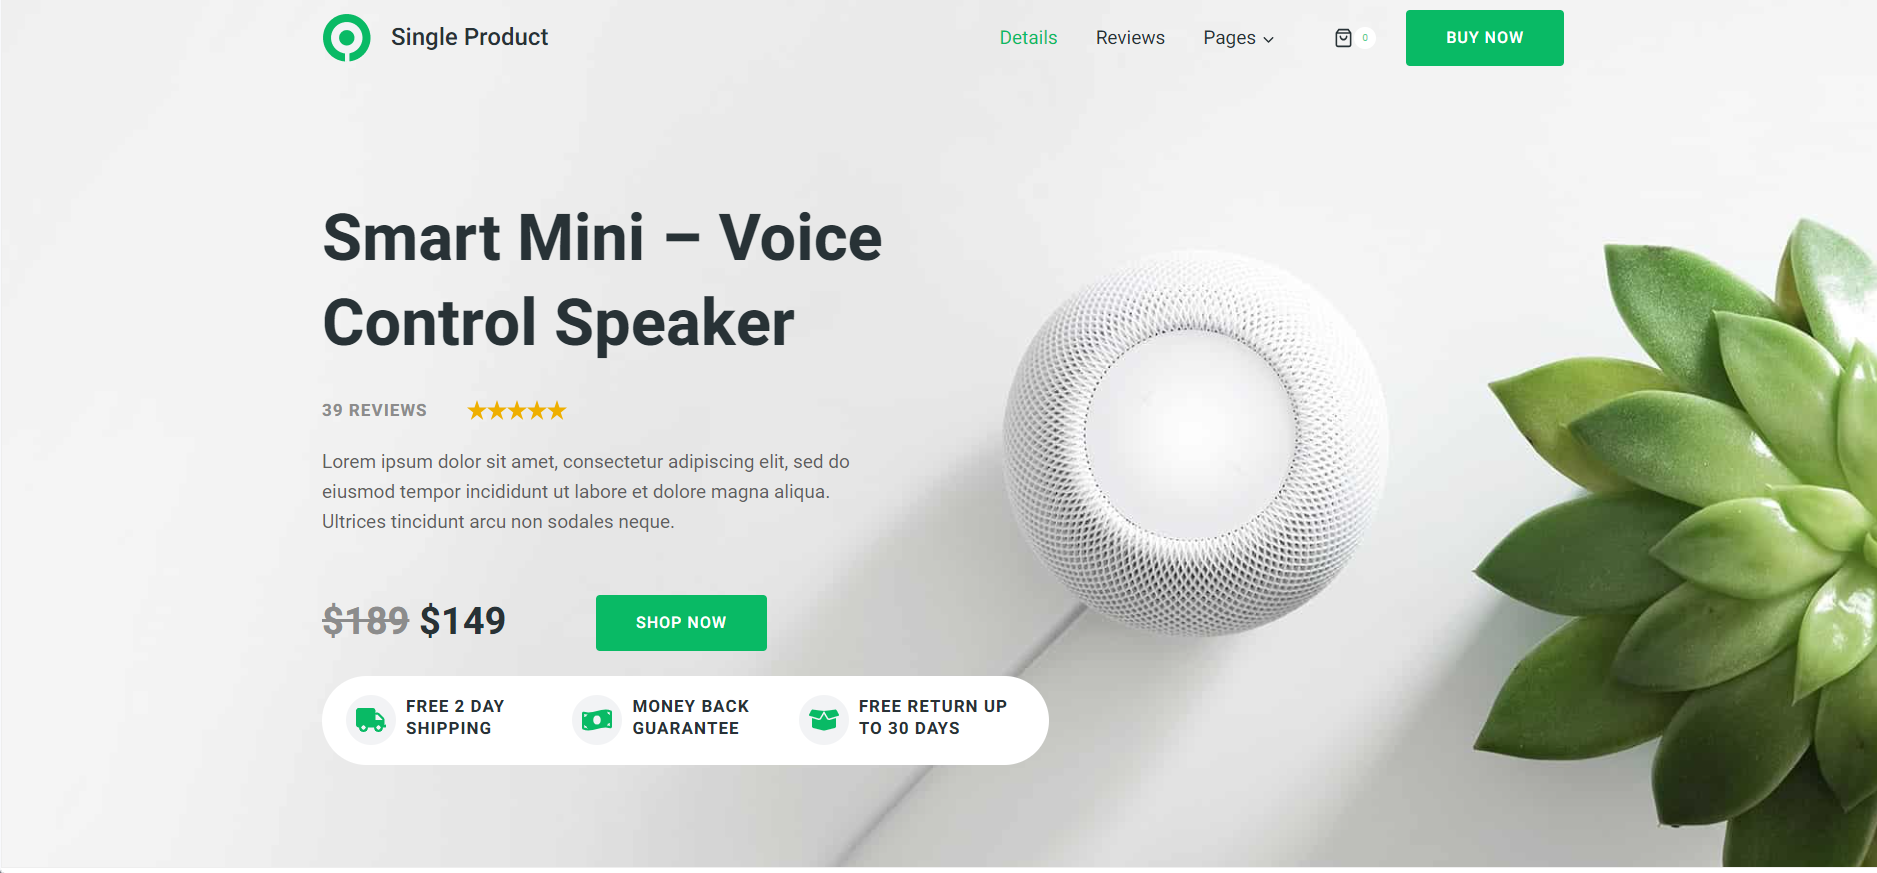 Single Product
Details
Reviews
Pages
0
BUY NOW
Smart Mini – Voice
Control Speaker
39 REVIEWS
Lorem ipsum dolor sit amet, consectetur adipiscing elit, sed do
eiusmod tempor incididunt ut labore et dolore magna aliqua.
Ultrices tincidunt arcu non sodales neque.
$189 $149
SHOP NOW
FREE 2 DAY
SHIPPING
MONEY BACK
GUARANTEE
FREE RETURN UP
TO 30 DAYS